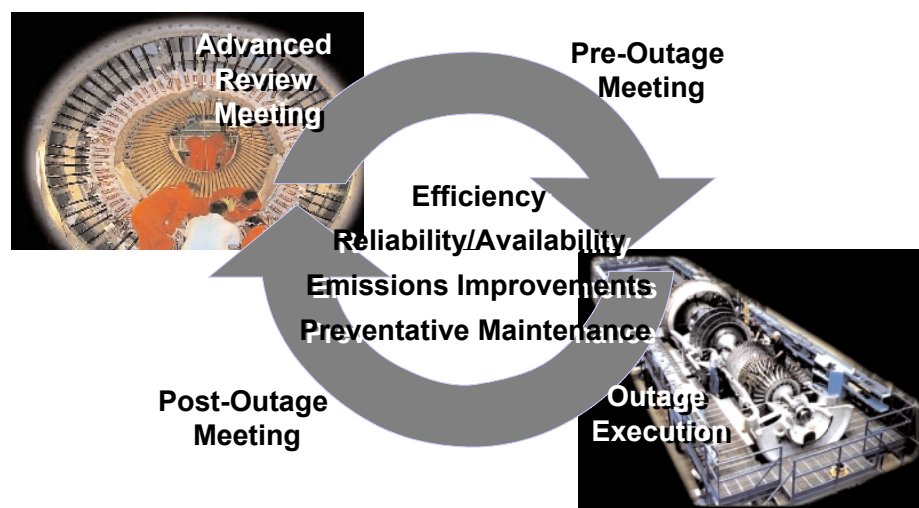 Advanced
Review
Meeting
Pre-Outage
Meeting
Efficiency
Reliability/Availability
Emissions Improvements
Preventative Maintenance
Post-Outage
Meeting
Outage
Execution